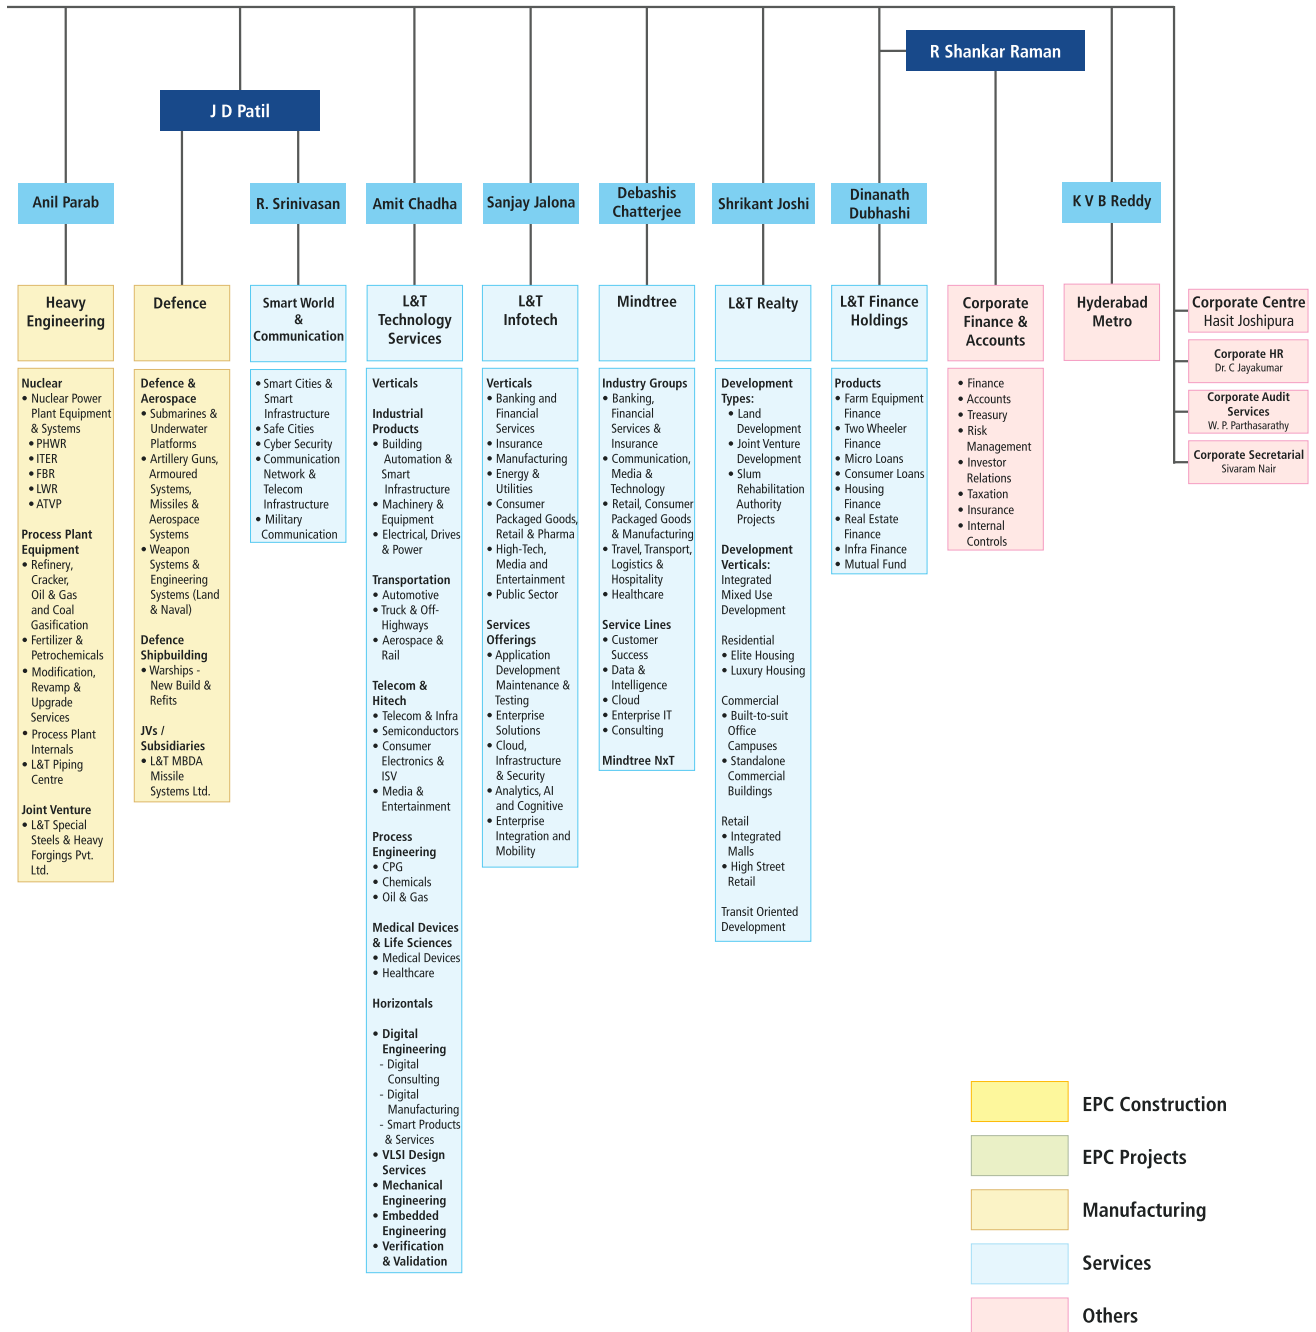 R Shankar Raman
J D Patil
Anil Parab
R. Srinivasan
Amit Chadha
Sanjay Jalona
Debashis
Chatterjee
Shrikant Joshi
Dinanath
Dubhashi
K V B Reddy
Heavy
Engineering
Nuclear
• Nuclear Power
Plant Equipment
& Systems
• PHWR
• ITER
• FBR
• LWR
• ATVP
Process Plant
Equipment
• Refinery,
Cracker,
Oil & Gas
and Coal
Gasification
• Fertilizer &
Petrochemicals
• Modification,
Revamp &
Upgrade
Services
• Process Plant
Internals
• L&T Piping
Centre
Joint Venture
• L&T Special
Steels & Heavy
Forgings Pvt.
Ltd.
Defence
Defence &
Aerospace
• Submarines &
Underwater
Platforms
• Artillery Guns,
Armoured
Systems,
Missiles &
Aerospace
Systems
• Weapon
Systems &
Engineering
Systems (Land
& Naval)
Defence
Shipbuilding
• Warships -
New Build &
Refits
JVs /
Subsidiaries
• L&T MBDA
Missile
Systems Ltd.
Smart World
&
Communication
• Smart Cities &
Smart
Infrastructure
• Safe Cities
• Cyber Security
• Communication
Network &
Telecom
Infrastructure
• Military
Communication
L&T
Technology
Services
Verticals
Industrial
Products
• Building
Automation &
Smart
Infrastructure
• Machinery &
Equipment
• Electrical, Drives
& Power
Transportation
• Automotive
• Truck & Off-
Highways
• Aerospace &
Rail
Telecom &
Hitech
• Telecom & Infra
• Semiconductors
• Consumer
Electronics &
ISV
• Media &
Entertainment
Process
Engineering
• CPG
• Chemicals
• Oil & Gas
Medical Devices
& Life Sciences
• Medical Devices
• Healthcare
Horizontals
• Digital
Engineering
- Digital
Consulting
- Digital
Manufacturing
- Smart Products
& Services
• VLSI Design
Services
• Mechanical
Engineering
• Embedded
Engineering
• Verification
& Validation
L&T
Infotech
Verticals
• Banking and
Financial
Services
• Insurance
• Manufacturing
• Energy &
Utilities
• Consumer
Packaged Goods,
Retail & Pharma
• High-Tech,
Media and
Entertainment
• Public Sector
Services
Offerings
• Application
Development
Maintenance &
Testing
• Enterprise
Solutions
• Cloud,
Infrastructure
& Security
• Analytics, AI
and Cognitive
• Enterprise
Integration and
Mobility
Mindtree
Industry Groups
• Banking,
Financial
Services &
Insurance
• Communication,
Media &
Technology
• Retail, Consumer
Packaged Goods
& Manufacturing
• Travel, Transport,
Logistics &
Hospitality
• Healthcare
Service Lines
• Customer
Success
• Data &
Intelligence
• Cloud
• Enterprise IT
• Consulting
Mindtree NxT
L&T Realty
Development
Types:
• Land
Development
• Joint Venture
Development
• Slum
Rehabilitation
Authority
Projects
Development
Verticals:
Integrated
Mixed Use
Development
Residential
• Elite Housing
• Luxury Housing
Commercial
• Built-to-suit
Office
Campuses
• Standalone
Commercial
Buildings
Retail
• Integrated
Malls
• High Street
Retail
Transit Oriented
Development
L&T Finance
Holdings
Products
• Farm Equipment
Finance
• Two Wheeler
Finance
• Micro Loans
• Consumer Loans
• Housing
Finance
• Real Estate
Finance
• Infra Finance
• Mutual Fund
Corporate
Finance &
Accounts
• Finance
• Accounts
• Treasury
• Risk
Management
• Investor
Relations
• Taxation
• Insurance
• Internal
Controls
Hyderabad
Metro
Corporate Centre
Hasit Joshipura
Corporate HR
Dr. C Jayakumar
Corporate Audit
Services
W. P. Parthasarathy
Corporate Secretarial
Sivaram Nair
EPC Construction
EPC Projects
Manufacturing
Services
Others